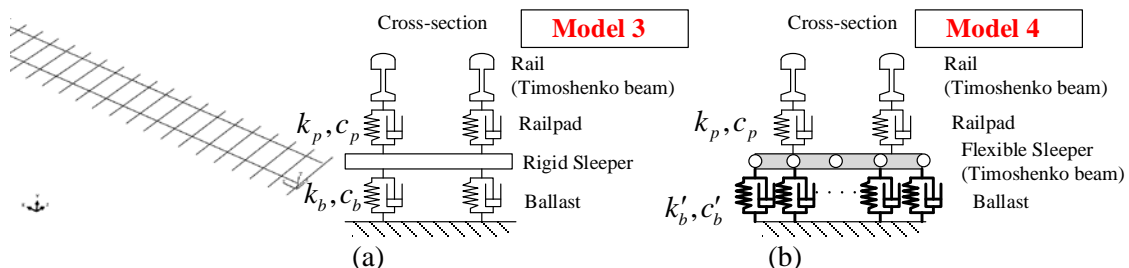 Cross-section
Model 3
Rail
(Timoshenko beam)
k_p, c_p
Railpad
Rigid Sleeper
k_b, c_b
Ballast
(a)
Cross-section
Model 4
Rail
(Timoshenko beam)
k_p, c_p
Railpad
Flexible Sleeper
(Timoshenko beam)
k'_b, c'_b
Ballast
(b)